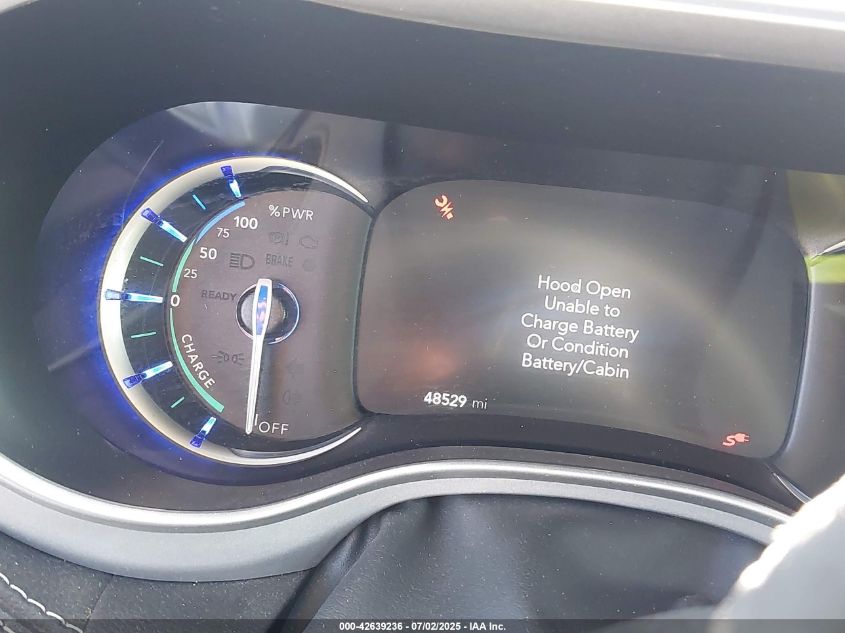 %PWR
100
75
50
25
0
BRAKE
READY
CHARGE
OFF
Hood Open
Unable to
Charge Battery
Or Condition
Battery/Cabin
48529 mi
000-42639236 - 07/02/2025 - IAA Inc.